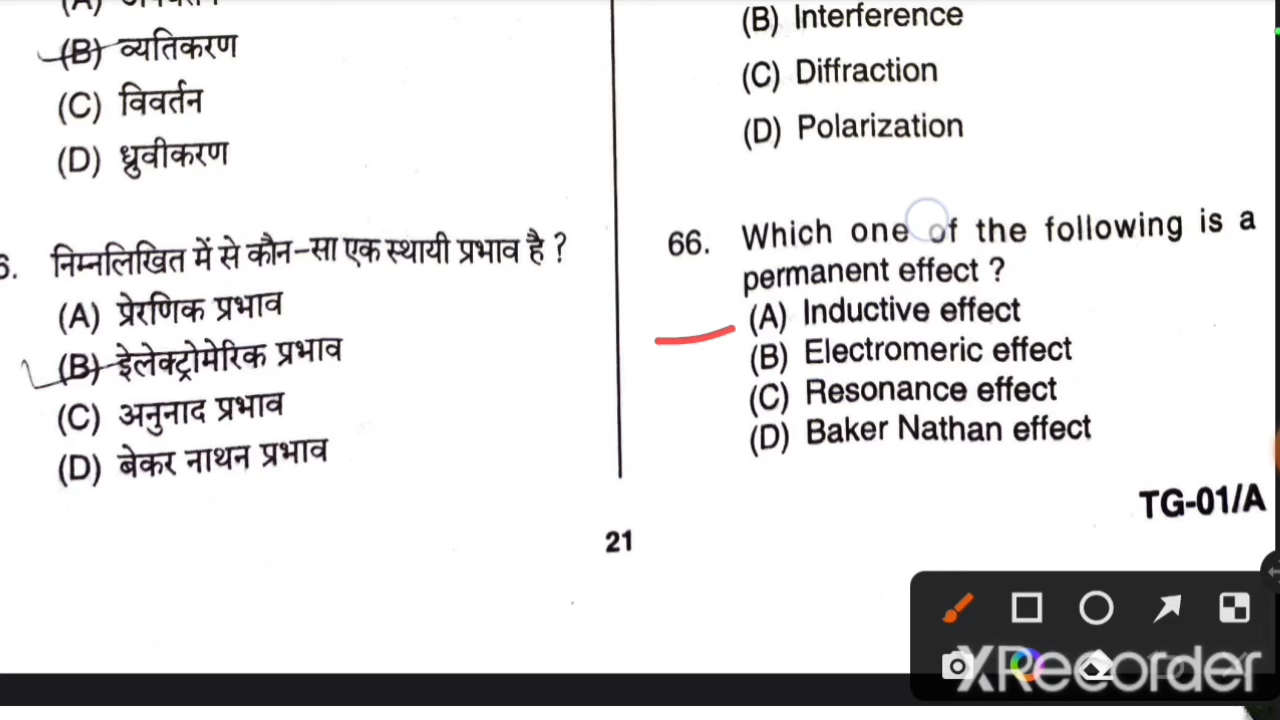 (B) व्यतिकरण
(C) विवर्तन
(D) ध्रुवीकरण
6. निम्नलिखित में से कौन-सा एक स्थायी प्रभाव है ?
(A) प्रेरणिक प्रभाव
(B) इेलेक्ट्रोमेरिक प्रभाव
(C) अनुनाद प्रभाव
(D) बेकर नाथन प्रभाव
(B) Interference
(C) Diffraction
(D) Polarization
66. Which one of the following is a
permanent effect ?
(A) Inductive effect
(B) Electromeric effect
(C) Resonance effect
(D) Baker Nathan effect
TG-01/A
21
XRecorder